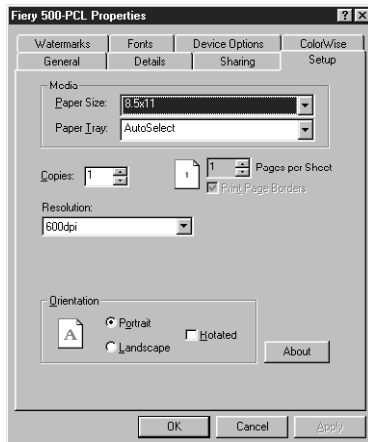 Fiery 500-PCL Properties
Watermarks Fonts Device Options ColorWise
General Details Sharing Setup
Media
Paper Size: 8.5x11
Paper Tray: AutoSelect
Copies: 1 1 1 Pages per Sheet
Print Page Borders
Resolution:
600dpi
Orientation
A Portrait Rotated
Landscape
About
OK Cancel Apply